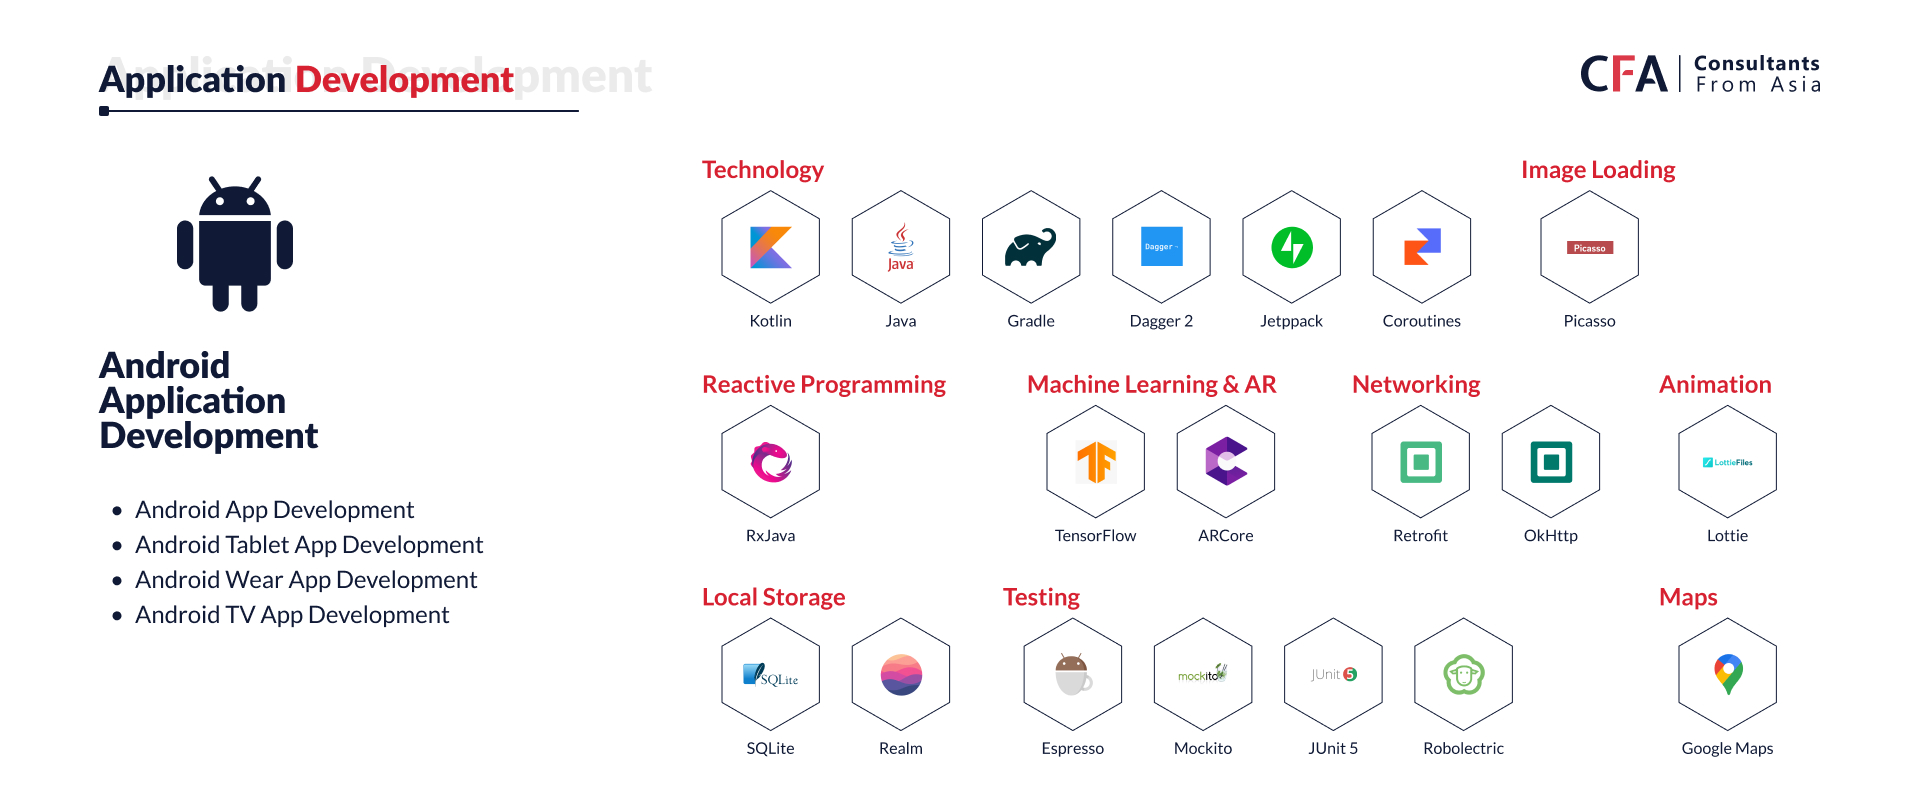 Application Development
CFA Consultants
From Asia
Android
Application
Development
• Android App Development
• Android Tablet App Development
• Android Wear App Development
• Android TV App Development
Technology
Kotlin
Java
Java
Gradle
Dagger
Dagger 2
Jetppack
Coroutines
Image Loading
Picasso
Picasso
Reactive Programming
RxJava
Machine Learning & AR
TensorFlow
ARCore
Networking
Retrofit
OkHttp
Animation
LottieFiles
Lottie
Local Storage
SQLite
SQLite
Realm
Testing
Espresso
mockito
Mockito
JUnit 5
JUnit 5
Robolectric
Maps
Google Maps